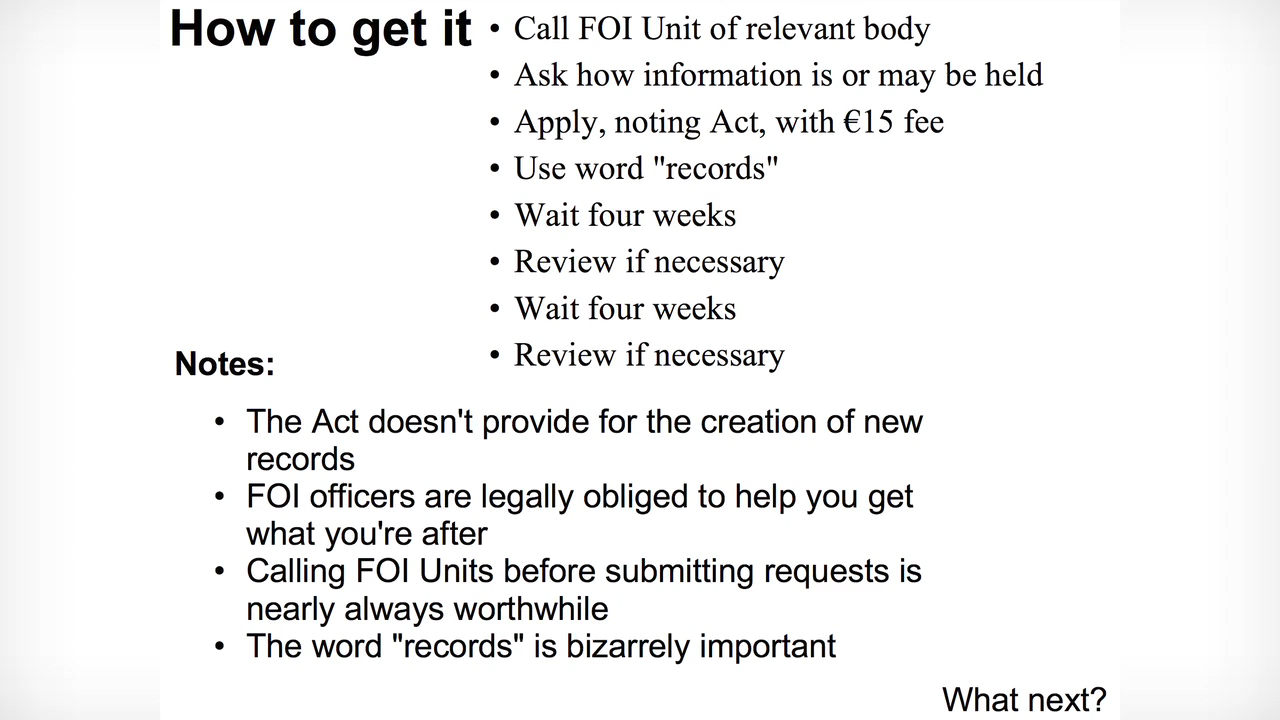 How to get it
• Call FOI Unit of relevant body
• Ask how information is or may be held
• Apply, noting Act, with €15 fee
• Use word "records"
• Wait four weeks
• Review if necessary
• Wait four weeks
• Review if necessary
Notes:
• The Act doesn't provide for the creation of new
records
• FOI officers are legally obliged to help you get
what you're after
• Calling FOI Units before submitting requests is
nearly always worthwhile
• The word "records" is bizarrely important
What next?